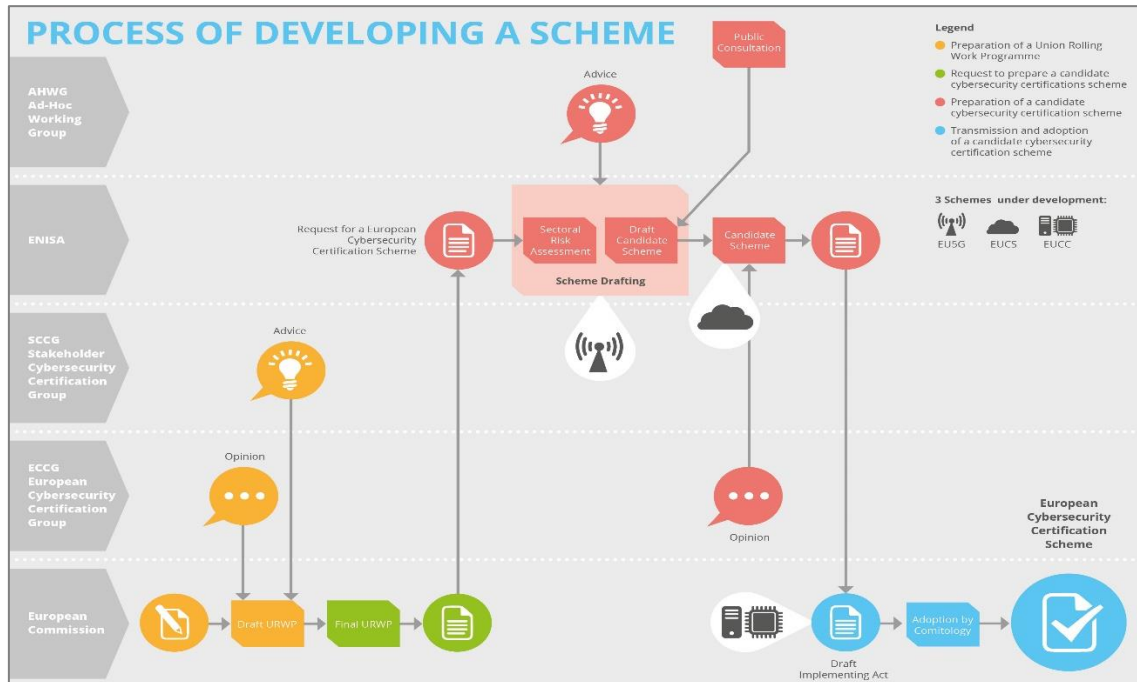 PROCESS OF DEVELOPING A SCHEME
Public
Consultation
Legend
Preparation of a Union Rolling
Work Programme
Request to prepare a candidate
cybersecurity certifications scheme
Preparation of a candidate
cybersecurity certification scheme
Transmission and adoption
of a candidate cybersecurity
certification scheme
AHWG
Ad-Hoc
Working
Group
Advice
ENISA
Request for a European
Cybersecurity
Certification Scheme
Sectoral
Risk
Assessment
Draft
Candidate
Scheme
Scheme Drafting
Candidate
Scheme
3 Schemes under development:
EU5G
EUCS
EUCC
SCCG
Stakeholder
Cybersecurity
Certification
Group
Advice
ECCG
European
Cybersecurity
Certification
Group
Opinion
Opinion
European
Cybersecurity
Certification
Scheme
European
Commission
Draft URWP
Final URWP
Draft
Implementing Act
Adoption by
Comitology